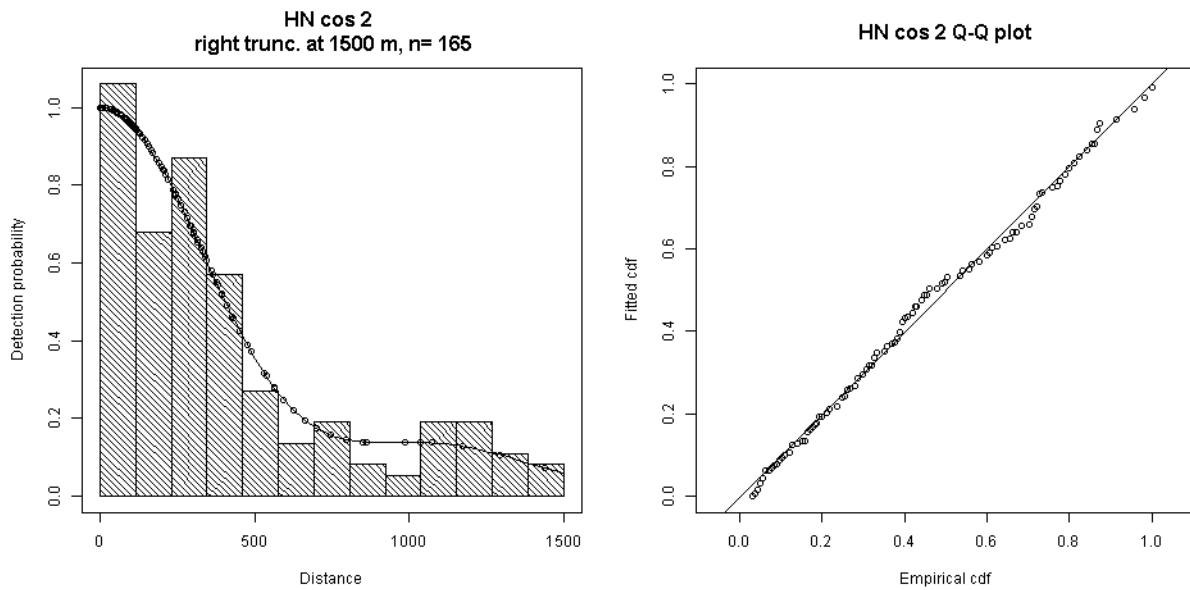 HN cos 2
right trunc. at 1500 m, n= 165
Detection probability
1.0
0.8
0.6
0.4
0.2
0.0
0 500 1000 1500
Distance
HN cos 2 Q-Q plot
Fitted cdf
1.0
0.8
0.6
0.4
0.2
0.0
0.0 0.2 0.4 0.6 0.8 1.0
Empirical cdf